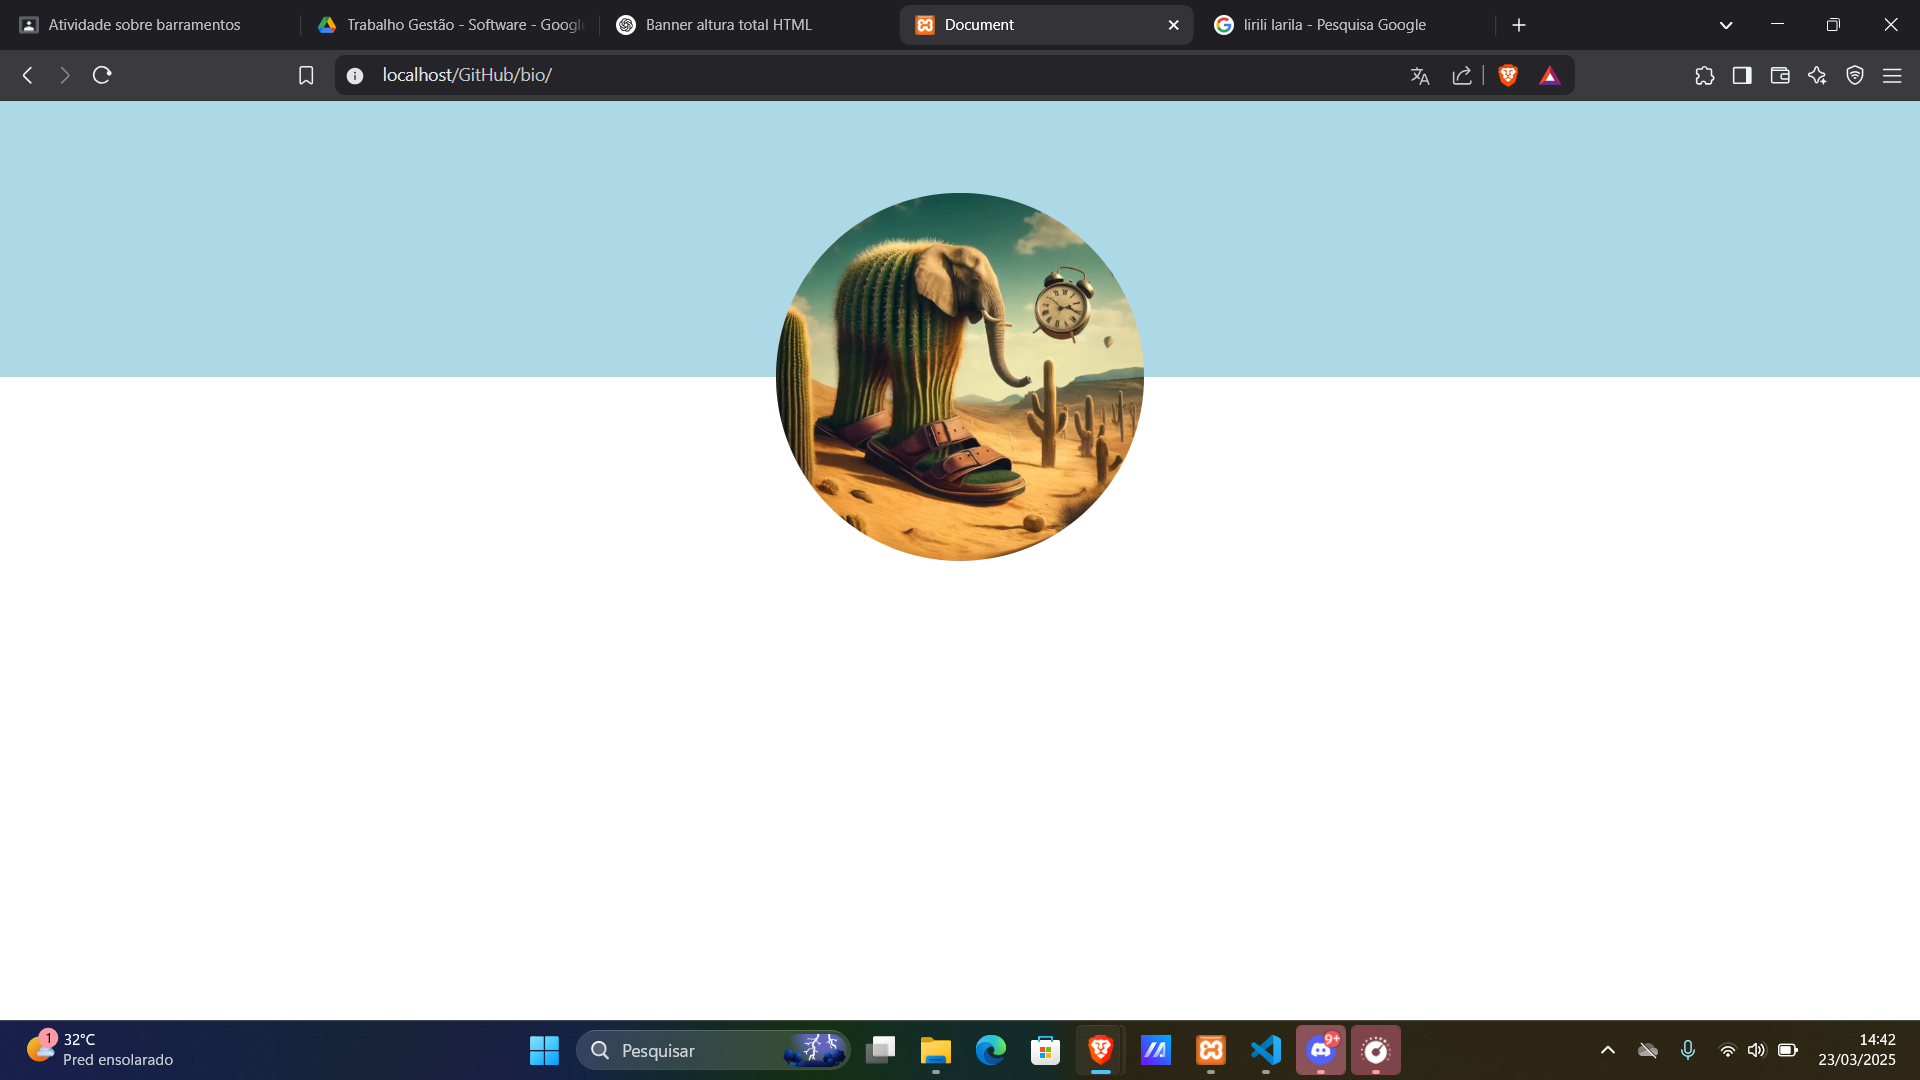 Atividade sobre barramentos
Trabalho Gestão - Software - Googl
Banner altura total HTML
Document
lirili larila - Pesquisa Google
localhost/GitHub/bio/
1
32°C
Pred ensolarado
Pesquisar
9+
14:42
23/03/2025